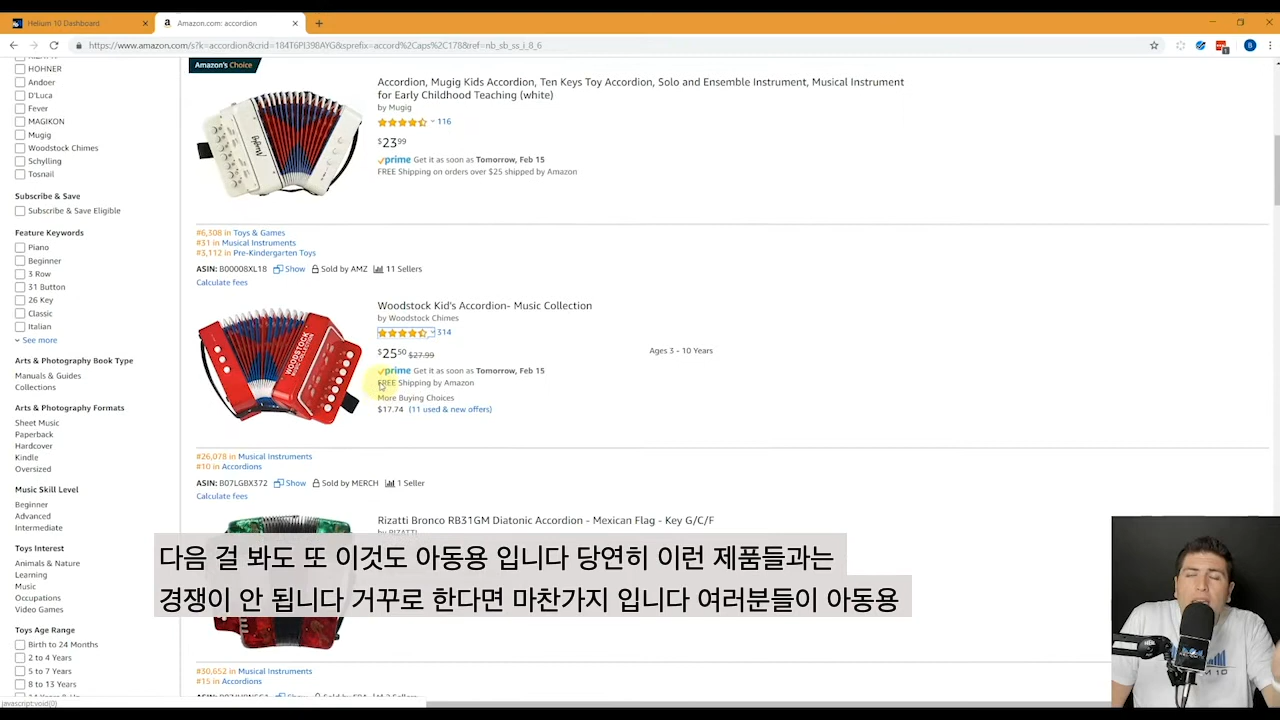 Helium 10 Dashboard
Amazon.com: accordion
https://www.amazon.com/s?k=accordion&crid=184T6PI398AYG&sprefix=accord%2Caps%2C178&ref=nb_sb_ss_i_8_6
HOHNER
Andoer
D'Luca
Fever
MAGIKON
Mugig
Woodstock Chimes
Schylling
Tosnail
Subscribe & Save
Subscribe & Save Eligible
Feature Keywords
Piano
Beginner
3 Row
31 Button
26 Key
Classic
Italian
See more
Arts & Photography Book Type
Manuals & Guides
Collections
Arts & Photography Formats
Sheet Music
Paperback
Hardcover
Kindle
Oversized
Music Skill Level
Beginner
Advanced
Intermediate
Toys Interest
Animals & Nature
Learning
Music
Occupations
Video Games
Toys Age Range
Birth to 24 Months
2 to 4 Years
5 to 7 Years
8 to 13 Years
Amazon's Choice
Accordion, Mugig Kids Accordion, Ten Keys Toy Accordion, Solo and Ensemble Instrument, Musical Instrument
for Early Childhood Teaching (white)
by Mugig
116
$23.99
prime Get it as soon as Tomorrow, Feb 15
FREE Shipping on orders over $25 shipped by Amazon
Mugig
#6,308 in Toys & Games
#31 in Musical Instruments
#3,112 in Pre-Kindergarten Toys
ASIN: B00008XL18 Show Sold by AMZ 11 Sellers
Calculate fees
Woodstock Kid's Accordion- Music Collection
by Woodstock Chimes
314
$25.50 $27.99
Ages 3 - 10 Years
prime Get it as soon as Tomorrow, Feb 15
FREE Shipping by Amazon
More Buying Choices
$17.74 (11 used & new offers)
WOODSTOCK
MUSIC COLLECTION
#26,078 in Musical Instruments
#10 in Accordions
ASIN: B07LGBX372 Show Sold by MERCH 1 Seller
Calculate fees
Rizatti Bronco RB31GM Diatonic Accordion - Mexican Flag - Key G/C/F
by RIZATTI
다음 걸 봐도 또 이것도 아동용 입니다 당연히 이런 제품들과는
경쟁이 안 됩니다 거꾸로 한다면 마찬가지 입니다 여러분들이 아동용
#30,652 in Musical Instruments
#15 in Accordions
javascript:void(0)